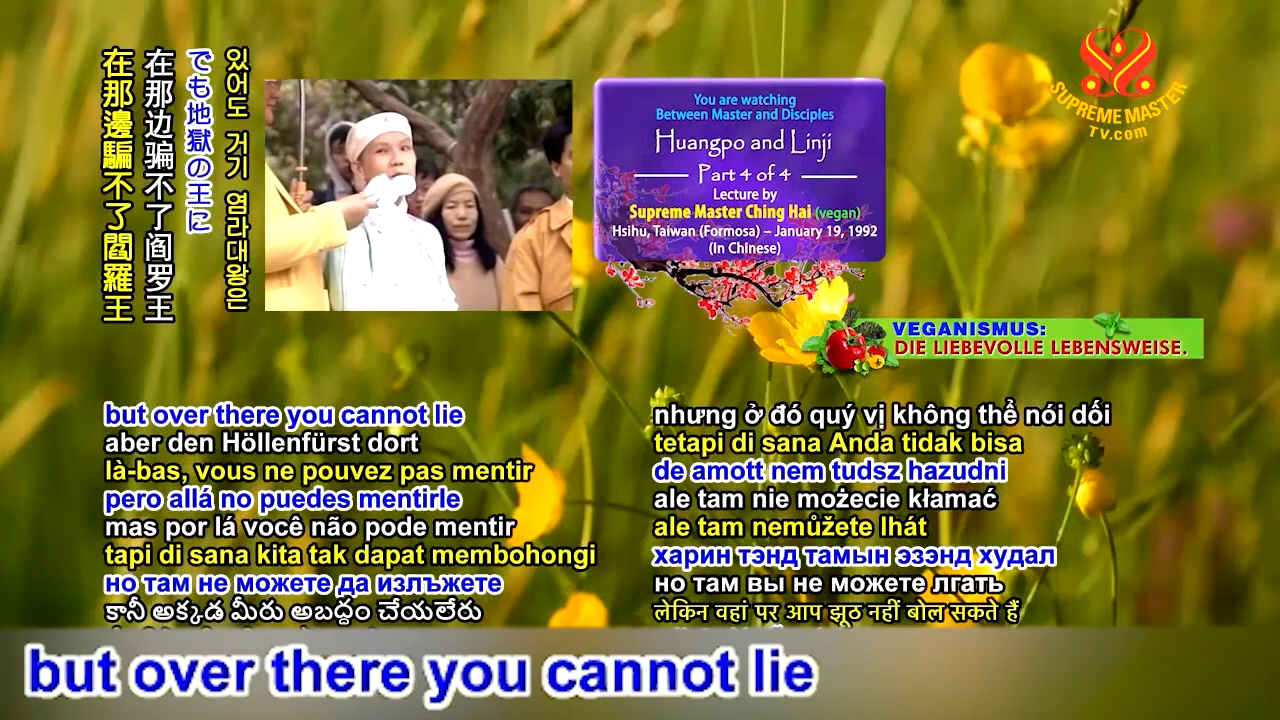 在那邊騙不了閻羅王
在那边骗不了阎罗王
でも地獄の王に
있어도 거기 염라대왕은
You are watching
Between Master and Disciples
Huangpo and Linji
Part 4 of 4
Lecture by
Supreme Master Ching Hai (vegan)
Hsihu, Taiwan (Formosa) – January 19, 1992
(In Chinese)
SUPREME MASTER
TV.com
VEGANISMUS:
DIE LIEBEVOLLE LEBENSWEISE.
but over there you cannot lie
aber den Höllenfürst dort
là-bas, vous ne pouvez pas mentir
pero allá no puedes mentirle
mas por lá você não pode mentir
tapi di sana kita tak dapat membohongi
но там не можете да излъжете
కానీ అక్కడ మీరు అబద్ధం చేయలేరు
nhưng ở đó quý vị không thể nói dối
tetapi di sana Anda tidak bisa
de amott nem tudsz hazudni
ale tam nie możecie kłamać
ale tam nemůžete lhát
харин тэнд тамын эзэнд худал
но там вы не можете лгать
लेकिन वहां पर आप झूठ नहीं बोल सकते हैं
but over there you cannot lie